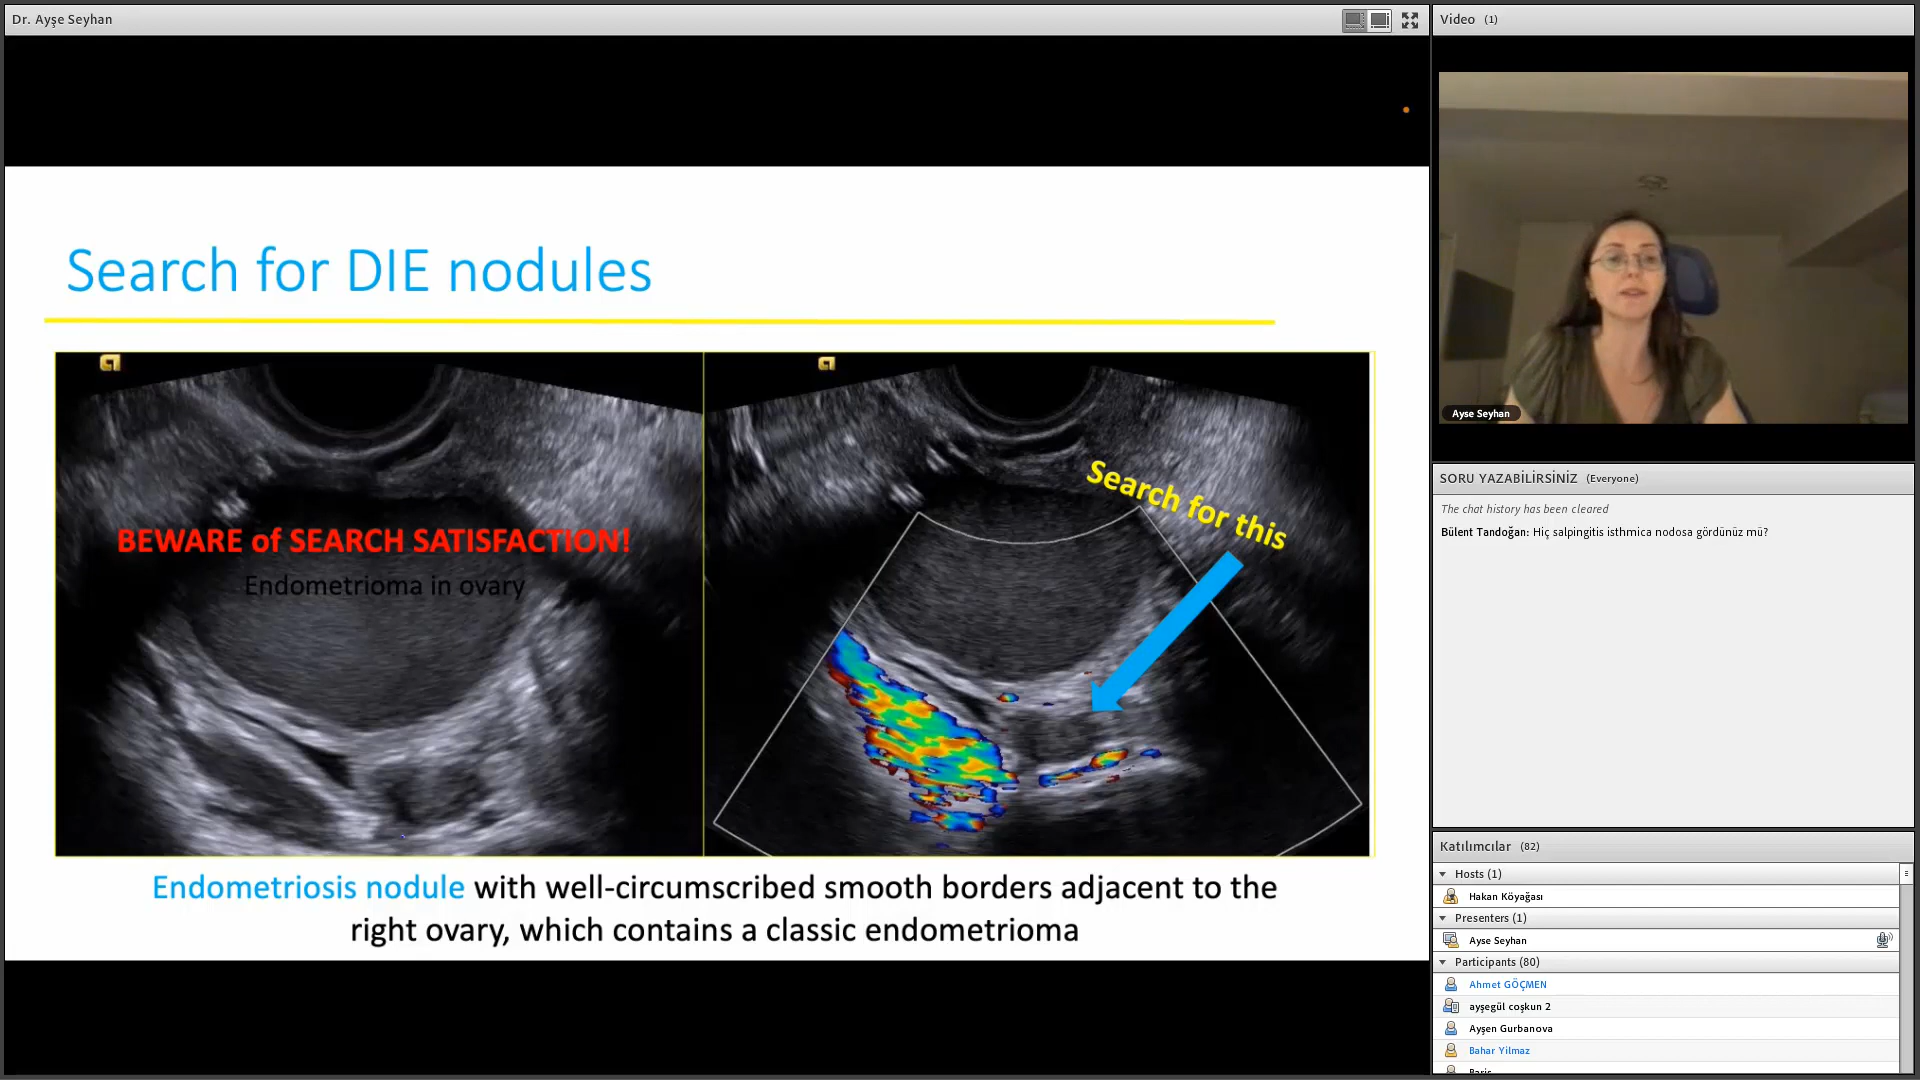 Dr. Ayşe Seyhan
Search for DIE nodules
BEWARE of SEARCH SATISFACTION!
Endometrioma in ovary
Search for this
Endometriosis nodule with well-circumscribed smooth borders adjacent to the
right ovary, which contains a classic endometrioma
Video (1)
Ayse Seyhan
SORU YAZABİLİRSİNİZ (Everyone)
The chat history has been cleared
Bülent Tandoğan: Hiç salpingitis isthmica nodosa gördünüz mü?
Katılımcılar (82)
Hosts (1)
Hakan Köyağası
Presenters (1)
Ayse Seyhan
Participants (80)
Ahmet GÖÇMEN
ayşegül coşkun 2
Ayşen Gurbanova
Bahar Yilmaz